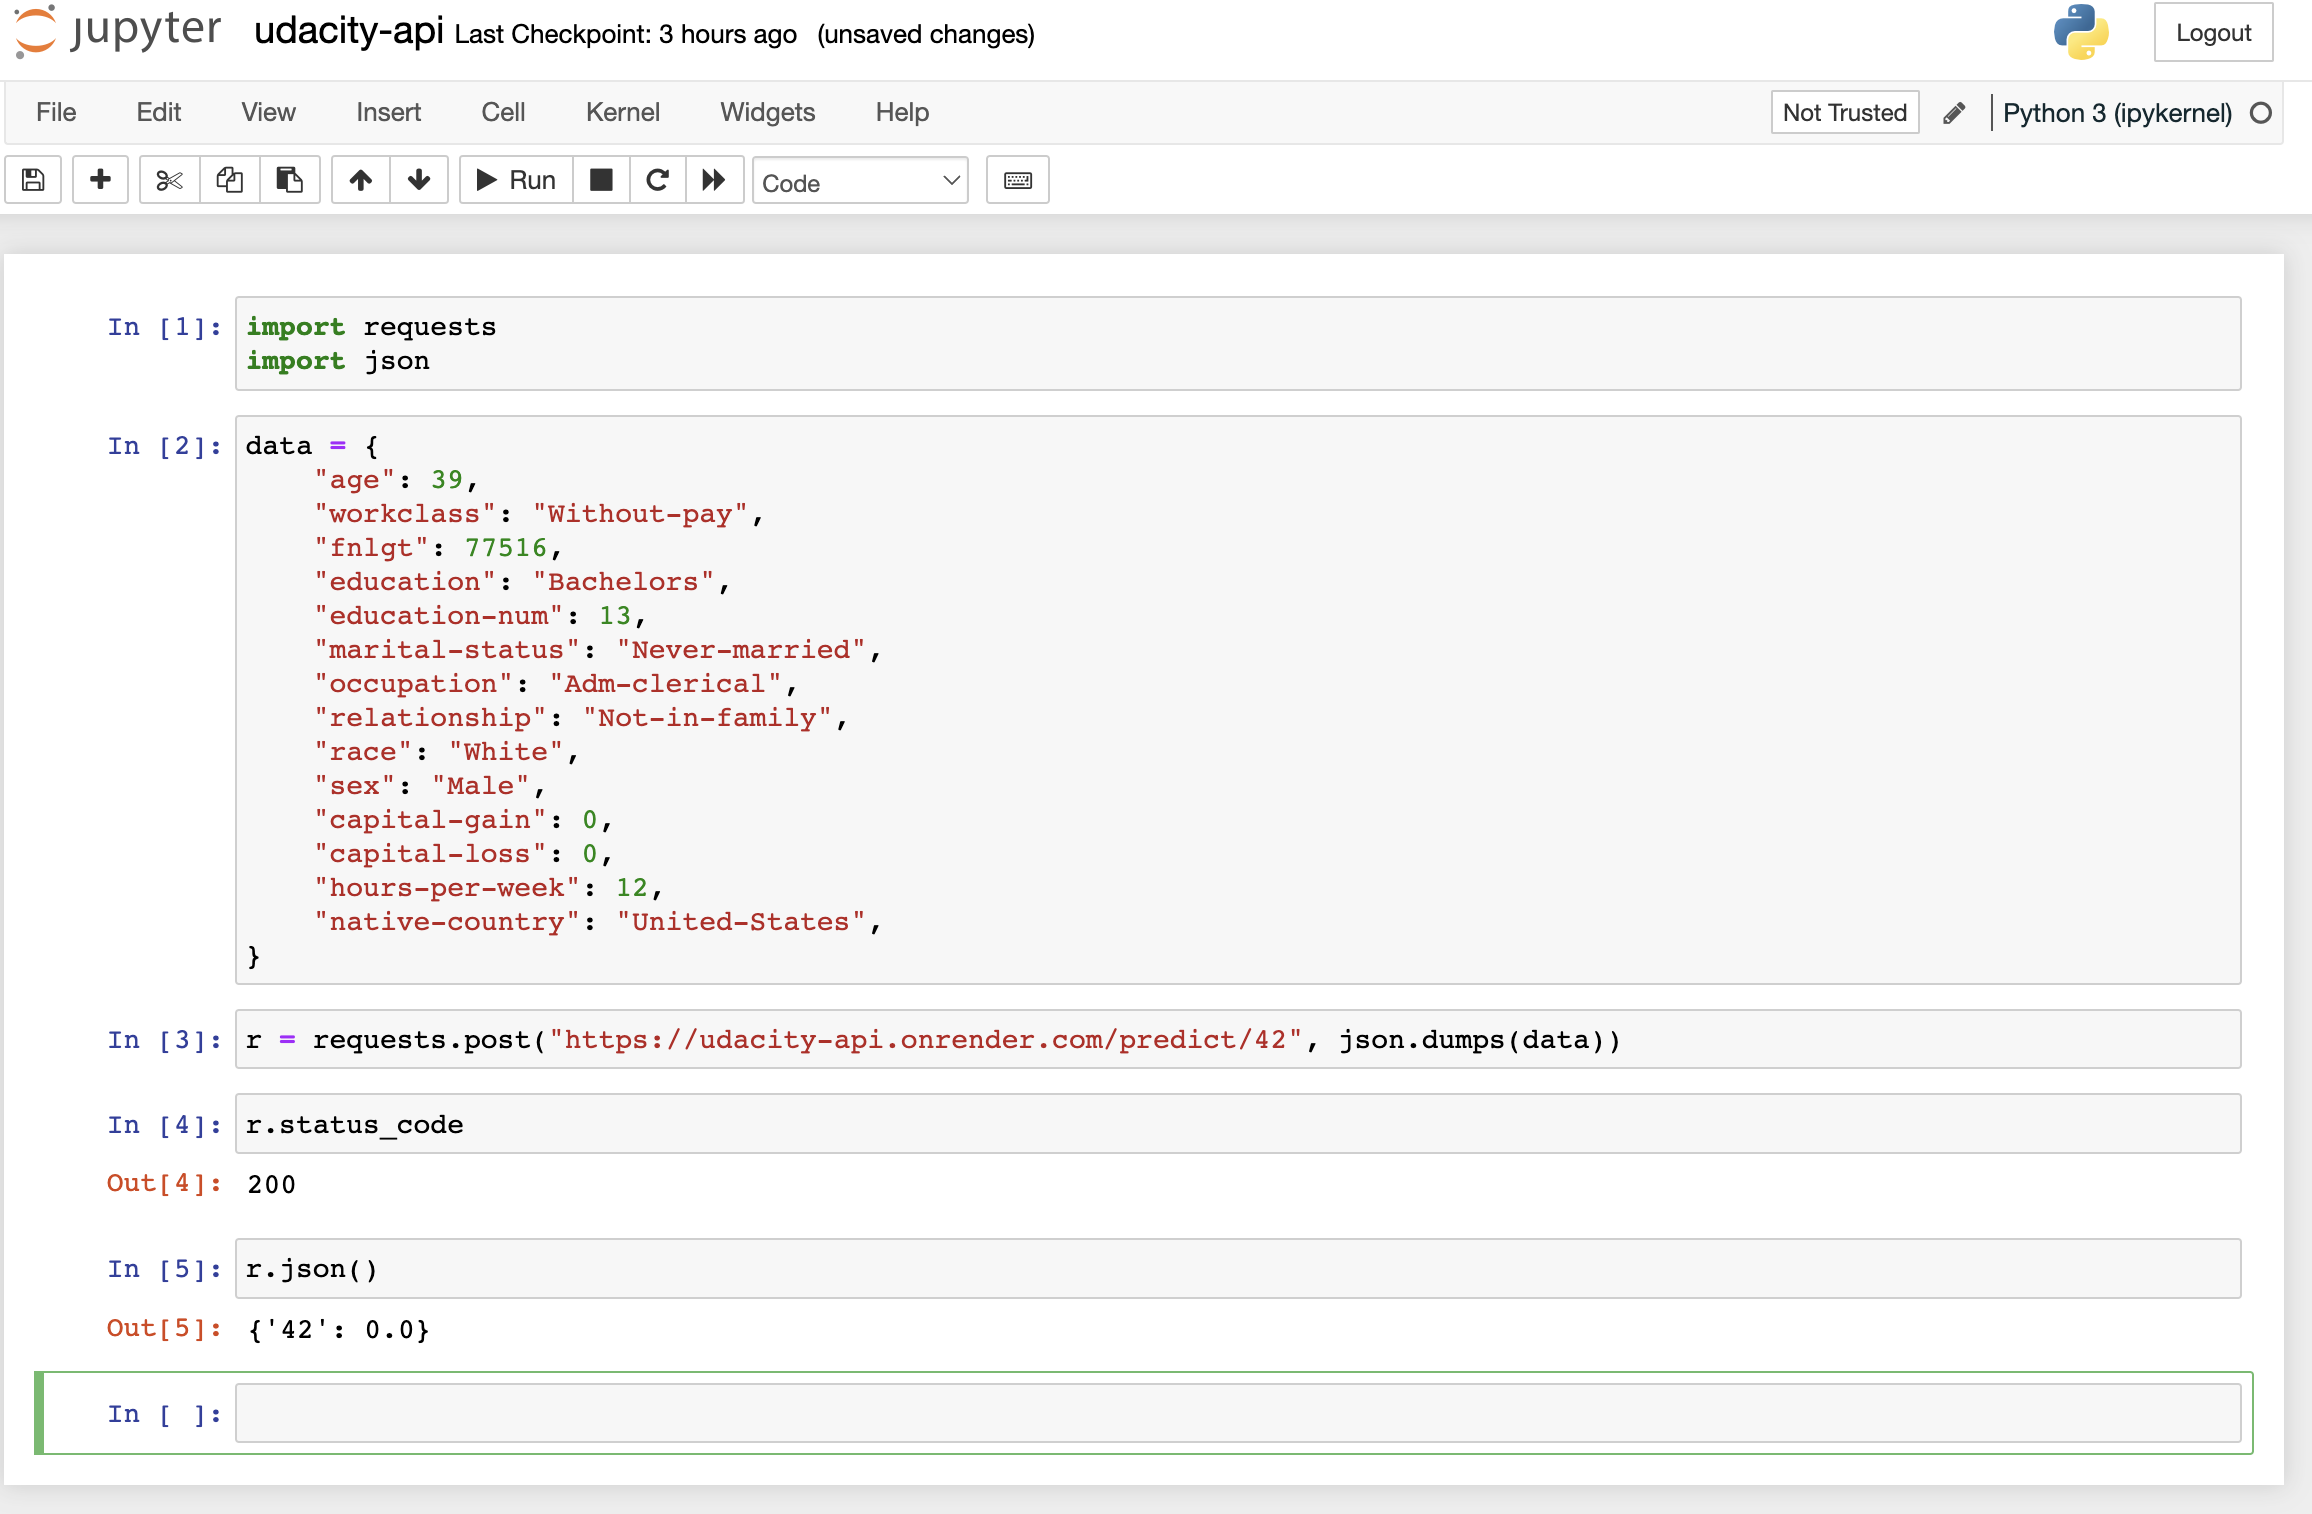 jupyter udacity-api Last Checkpoint: 3 hours ago (unsaved changes) Logout
File Edit View Insert Cell Kernel Widgets Help Not Trusted Python 3 (ipykernel)
Run Code
In [1]: import requests
import json
In [2]: data = {
"age": 39,
"workclass": "Without-pay",
"fnlgt": 77516,
"education": "Bachelors",
"education-num": 13,
"marital-status": "Never-married",
"occupation": "Adm-clerical",
"relationship": "Not-in-family",
"race": "White",
"sex": "Male",
"capital-gain": 0,
"capital-loss": 0,
"hours-per-week": 12,
"native-country": "United-States",
}
In [3]: r = requests.post("https://udacity-api.onrender.com/predict/42", json.dumps(data))
In [4]: r.status_code
Out[4]: 200
In [5]: r.json()
Out[5]: {'42': 0.0}
In [ ]: